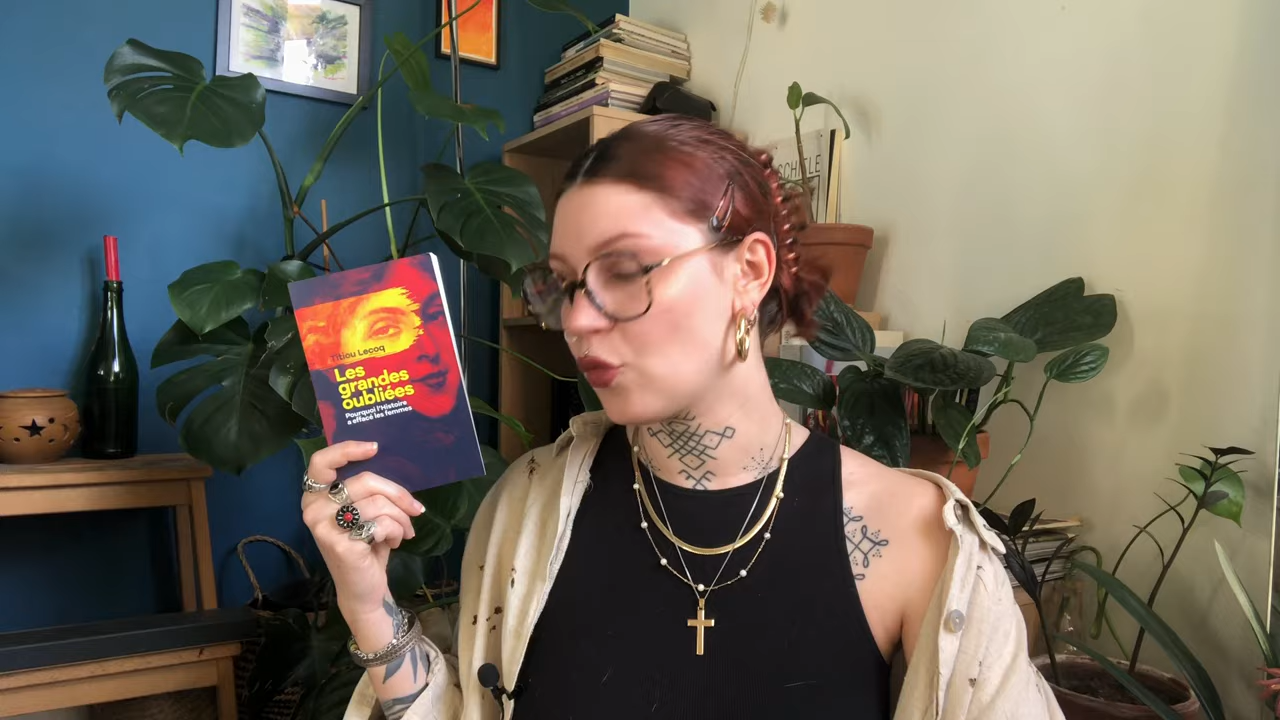 Titiou Lecoq
Les
grandes
oubliées
Pourquoi l'Histoire
a effacé les femmes